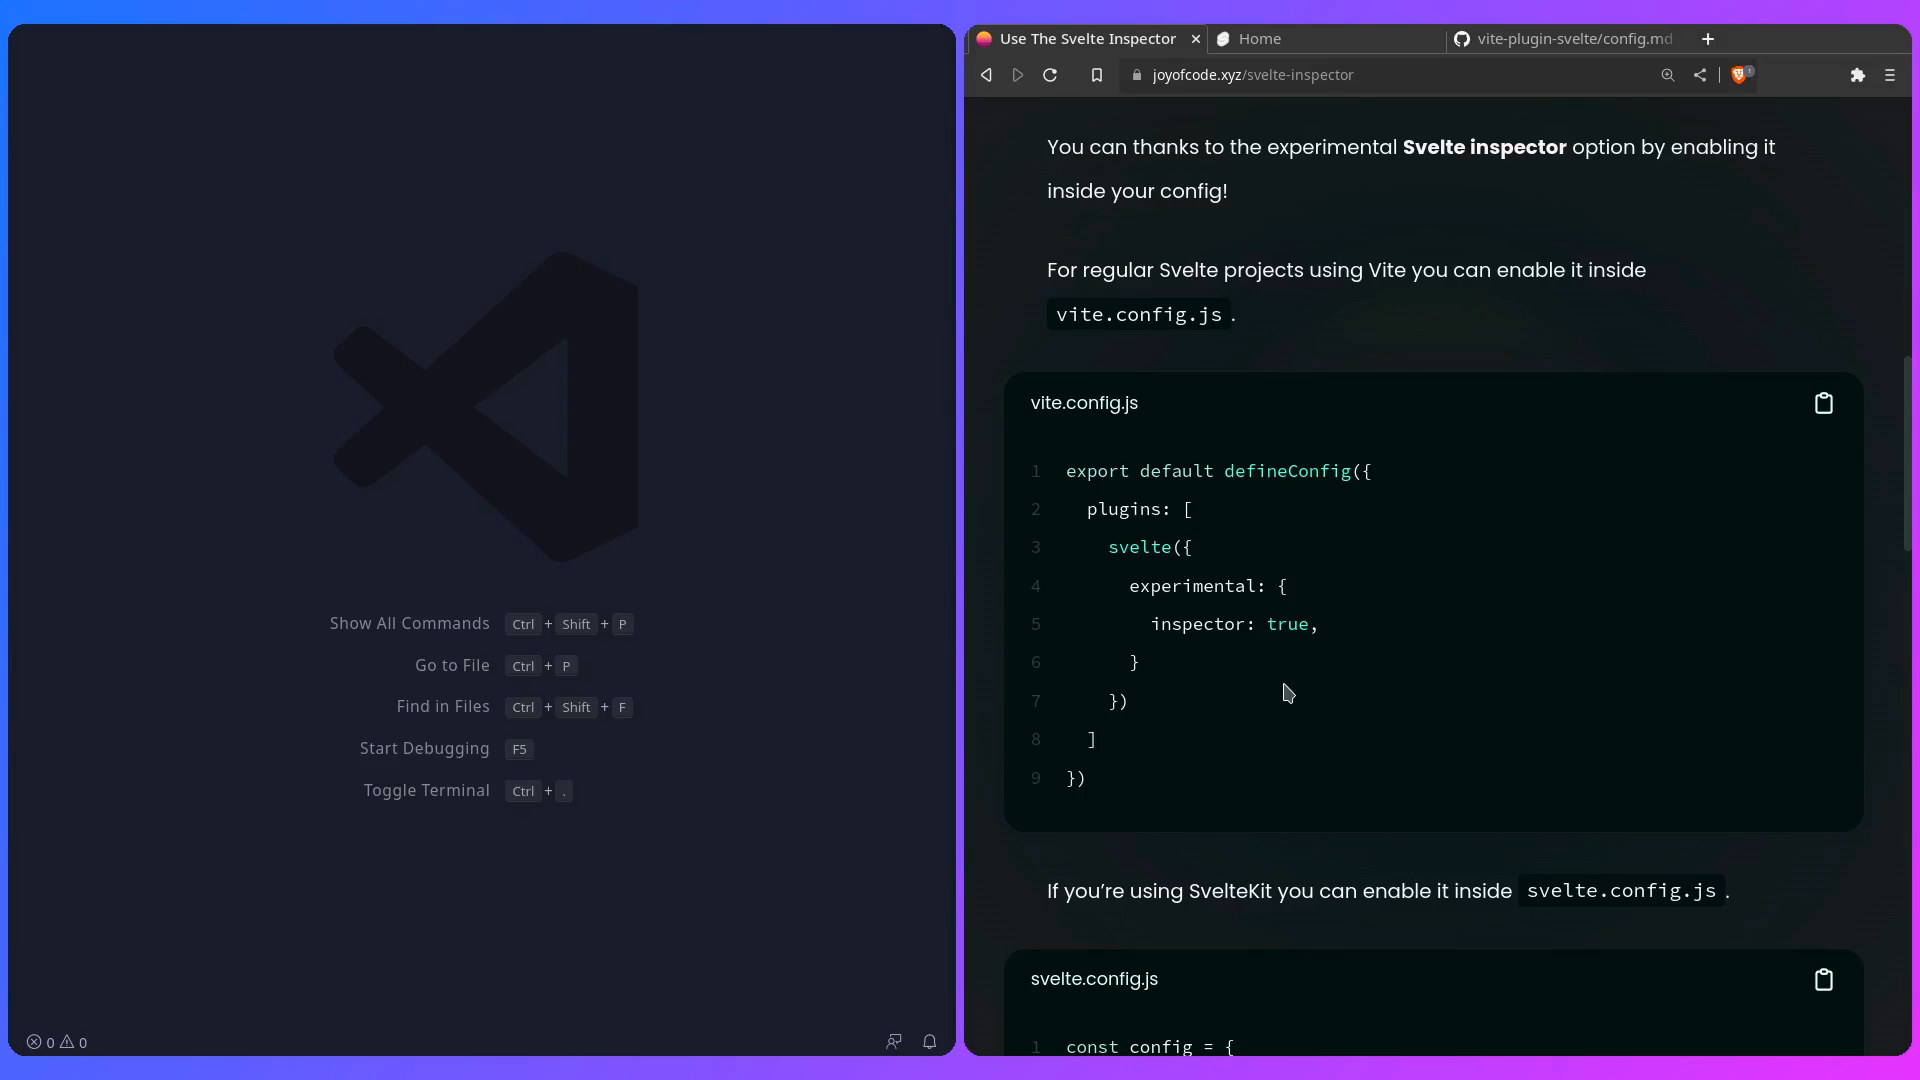 Show All Commands Ctrl + Shift + P
Go to File Ctrl + P
Find in Files Ctrl + Shift + F
Start Debugging F5
Toggle Terminal Ctrl + .
0 0
Use The Svelte Inspector
Home
vite-plugin-svelte/config.md
joyofcode.xyz/svelte-inspector
1
You can thanks to the experimental Svelte inspector option by enabling it
inside your config!
For regular Svelte projects using Vite you can enable it inside
vite.config.js .
vite.config.js
1 export default defineConfig({
2 plugins: [
3 svelte({
4 experimental: {
5 inspector: true,
6 }
7 })
8 ]
9 })
If you’re using SvelteKit you can enable it inside svelte.config.js .
svelte.config.js
1 const config = {